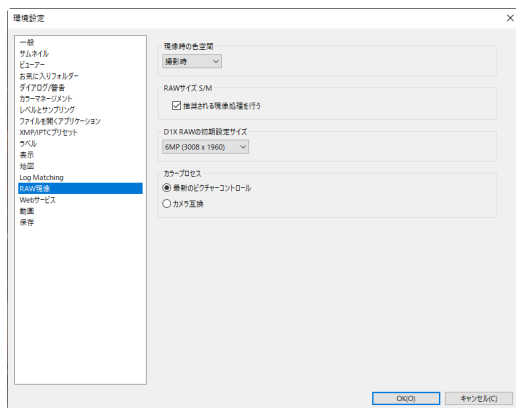 環境設定
一般
サムネイル
ビューアー
お気に入りフォルダー
ダイアログ/警告
カラーマネージメント
レベルとサンプリング
ファイルを開くアプリケーション
XMP/IPTCプリセット
ラベル
表示
地図
Log Matching
RAW現像
Webサービス
動画
保存
現像時の色空間
撮影時
RAWサイズ S/M
推奨される現像処理を行う
D1X RAWの初期設定サイズ
6MP (3008 x 1960)
カラープロセス
最新のピクチャーコントロール
カメラ互換
OK(O)
キャンセル(C)